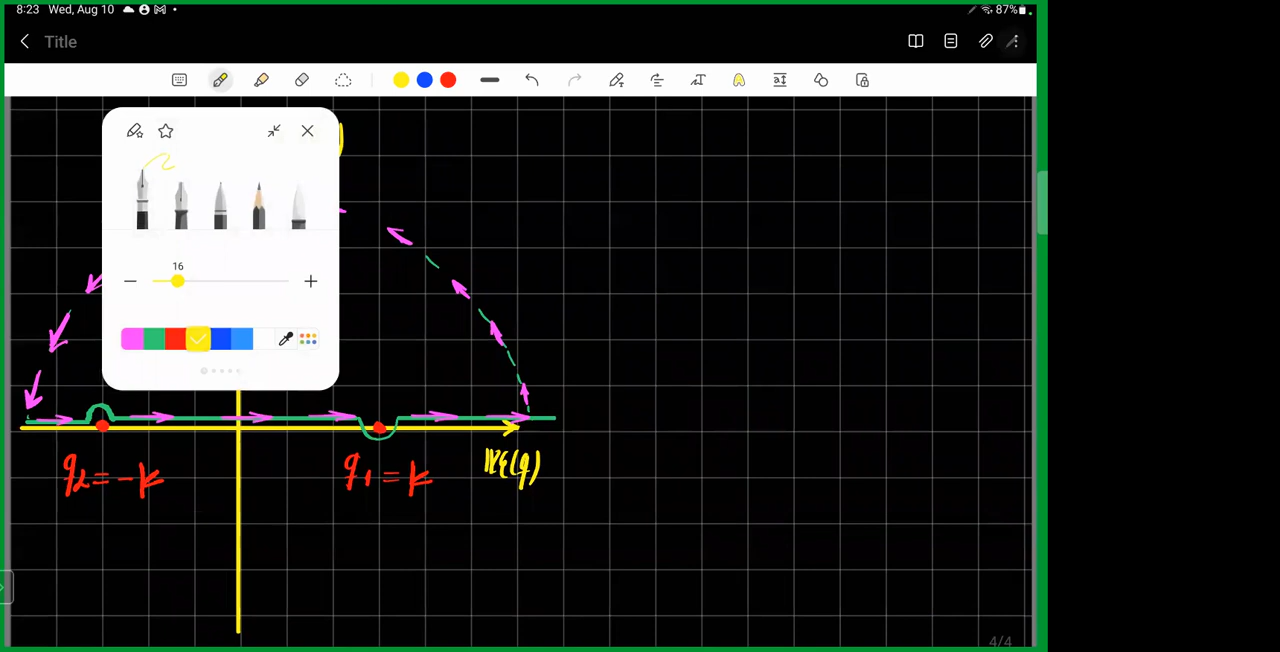 8:23 Wed, Aug 10
87%
Title
16
q₂ = -k
q₁ = k
Re(q)
4/4